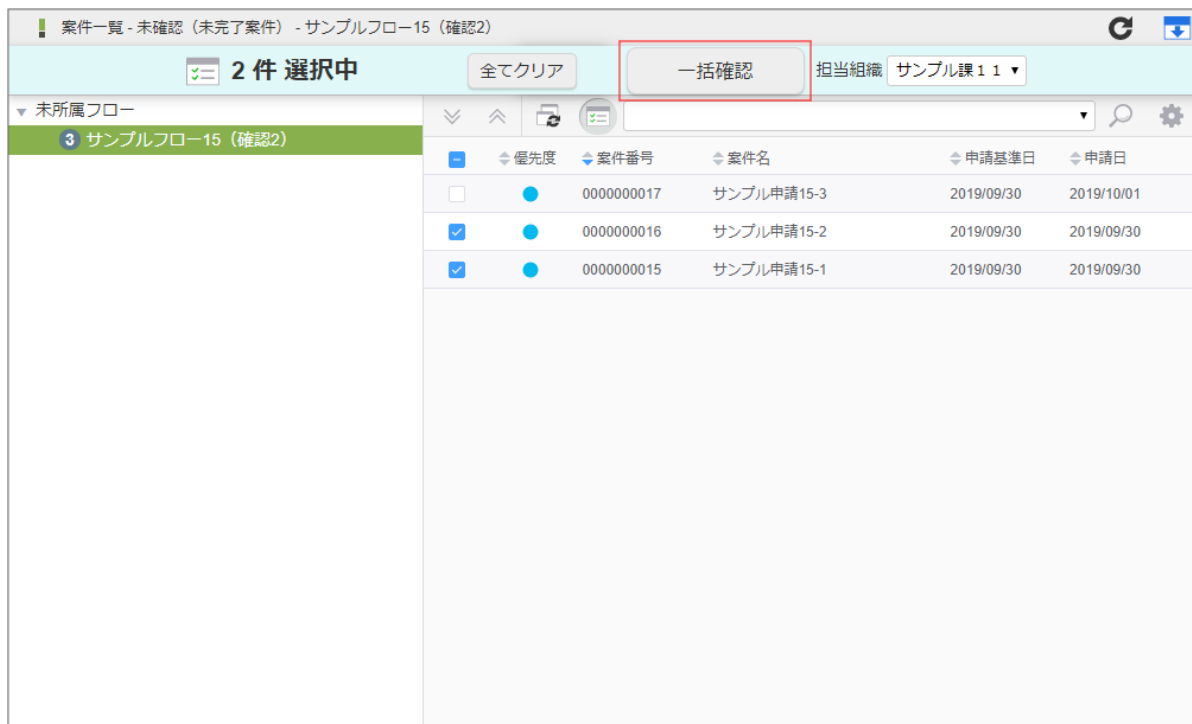 案件一覧 - 未確認（未完了案件） - サンプルフロー15（確認2）
2 件 選択中 全てクリア 一括確認 担当組織 サンプル課１１
未所属フロー
3 サンプルフロー15（確認2）
優先度 案件番号 案件名 申請基準日 申請日
0000000017 サンプル申請15-3 2019/09/30 2019/10/01
0000000016 サンプル申請15-2 2019/09/30 2019/09/30
0000000015 サンプル申請15-1 2019/09/30 2019/09/30